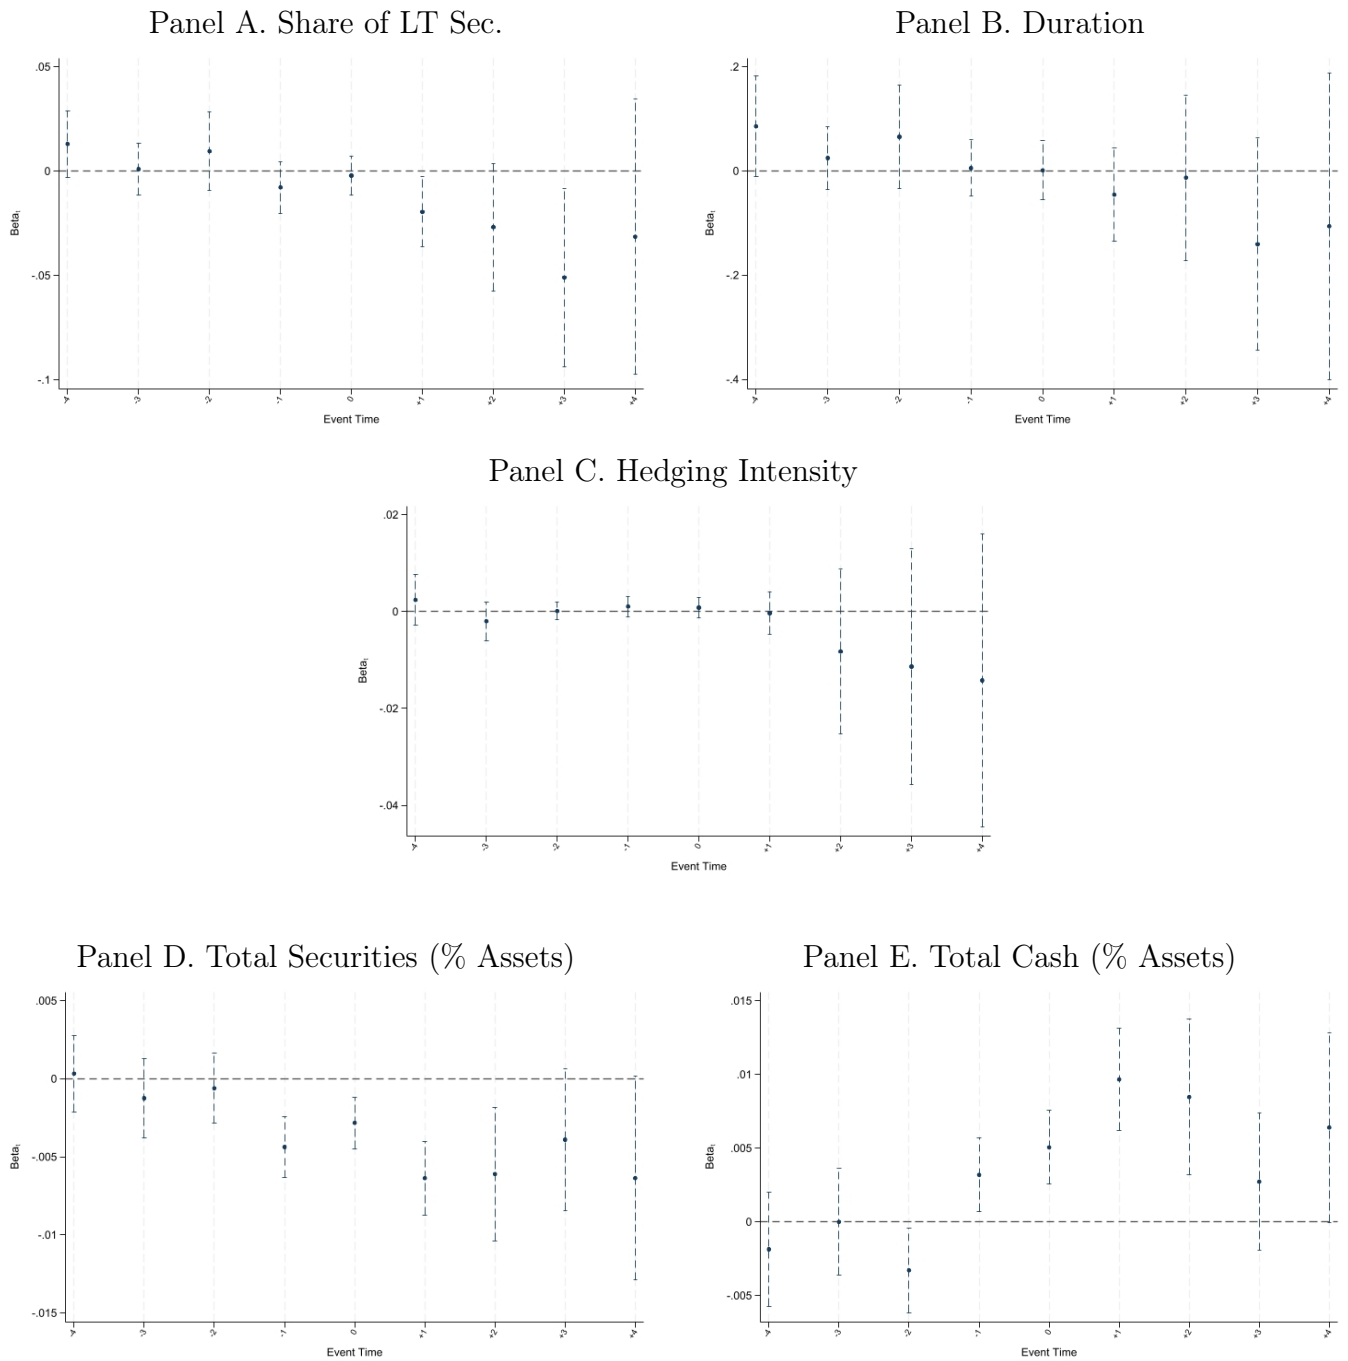 Panel A. Share of LT Sec.
.05
0
-.05
-.1
Beta_t
-4 -3 -2 -1 0 +1 +2 +3 +4
Event Time
Panel B. Duration
.2
0
-.2
-.4
Beta_t
-4 -3 -2 -1 0 +1 +2 +3 +4
Event Time
Panel C. Hedging Intensity
.02
0
-.02
-.04
Beta_t
-4 -3 -2 -1 0 +1 +2 +3 +4
Event Time
Panel D. Total Securities (% Assets)
.005
0
-.005
-.01
-.015
Beta_t
-4 -3 -2 -1 0 +1 +2 +3 +4
Event Time
Panel E. Total Cash (% Assets)
.015
.01
.005
0
-.005
Beta_t
-4 -3 -2 -1 0 +1 +2 +3 +4
Event Time